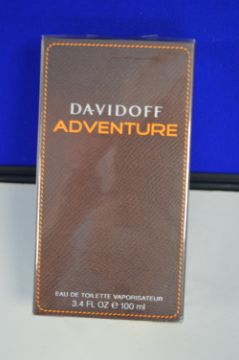 DAVIDOFF
ADVENTURE
EAU DE TOILETTE VAPORISATEUR
3.4 FL OZ ℮ 100 ml